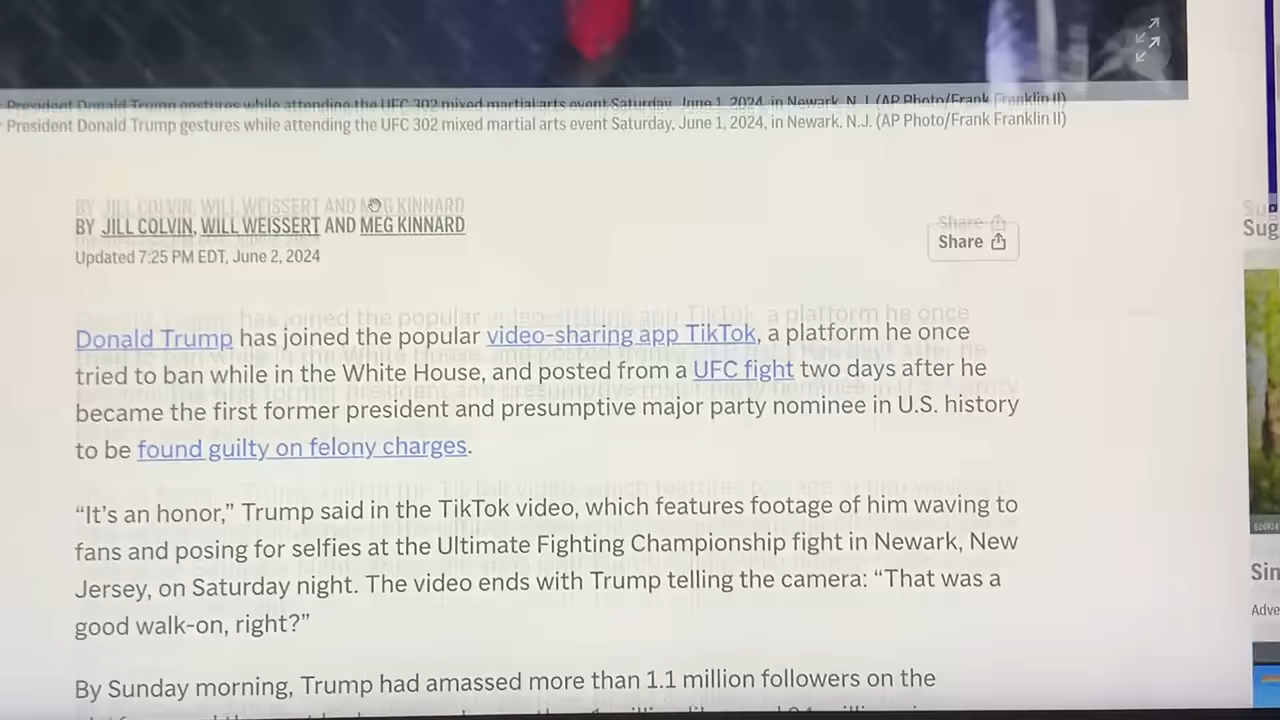 President Donald Trump gestures while attending the UFC 302 mixed martial arts event Saturday, June 1, 2024, in Newark, N.J. (AP Photo/Frank Franklin II)
BY JILL COLVIN, WILL WEISSERT AND MEG KINNARD
Updated 7:25 PM EDT, June 2, 2024
Share
Sug
Donald Trump has joined the popular video-sharing app TikTok, a platform he once
tried to ban while in the White House, and posted from a UFC fight two days after he
became the first former president and presumptive major party nominee in U.S. history
to be found guilty on felony charges.
“It’s an honor,” Trump said in the TikTok video, which features footage of him waving to
fans and posing for selfies at the Ultimate Fighting Championship fight in Newark, New
Jersey, on Saturday night. The video ends with Trump telling the camera: “That was a
good walk-on, right?”
Sin
Adve
By Sunday morning, Trump had amassed more than 1.1 million followers on the